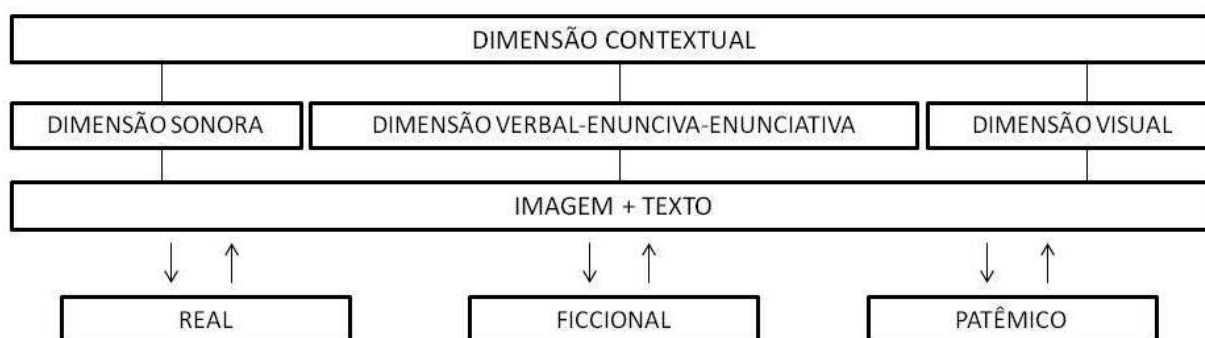 DIMENSÃO CONTEXTUAL
DIMENSÃO SONORA
DIMENSÃO VERBAL-ENUNCIVA-ENUNCIATIVA
DIMENSÃO VISUAL
IMAGEM + TEXTO
REAL
FICCIONAL
PATÊMICO